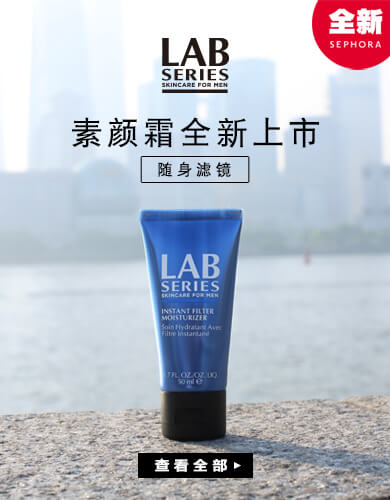 全新
SEPHORA
LAB
SERIES
SKINCARE FOR MEN
素颜霜全新上市
随身滤镜
LAB
SERIES
SKINCARE FOR MEN
INSTANT FILTER
MOISTURIZER
Soin Hydratant Avec
Filtre Instantané
1.7 FL.OZ./OZ. LIQ.
50 ml ℮
查看全部